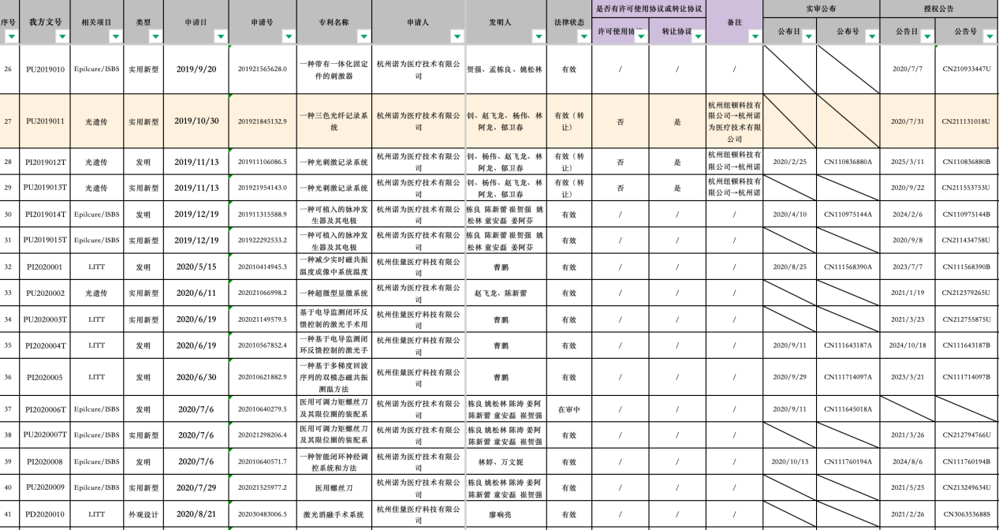 序号 我方文号 相关项目 类型 申请日 申请号 专利名称 申请人 发明人 法律状态 是否有许可使用协议或转让协议 备注 实审公布 授权公告
许可使用协 转让协议 公布日 公布号 公告日 公告号
26 PU2019010 Epilcure/ISBS 实用新型 2019/9/20 201921565628.0 一种带有一体化固定件的刺激器 杭州诺为医疗技术有限公司 贺强、孟栋良、姚松林 有效 / / / 2020/7/7 CN210933447U
27 PU2019011 光遗传 实用新型 2019/10/30 201921845132.9 一种三色光纤记录系统 杭州诺为医疗技术有限公司 钊、赵飞龙、杨伟、林阿龙、郁卫春 有效（转让） 否 是 杭州纽顿科技有限公司→杭州诺为医疗技术有限公司 2020/7/31 CN211131018U
28 PI2019012T 光遗传 发明 2019/11/13 201911106086.5 一种光刺激记录系统 杭州诺为医疗技术有限公司 钊、杨伟、赵飞龙、林阿龙、郁卫春 有效（转让） 否 是 杭州纽顿科技有限公司→杭州诺 2020/2/25 CN110836880A 2025/3/11 CN110836880B
29 PU2019013T 光遗传 实用新型 2019/11/13 201921954143.0 一种光刺激记录系统 杭州诺为医疗技术有限公司 钊、杨伟、赵飞龙、林阿龙、郁卫春 有效（转让） 否 是 杭州纽顿科技有限公司→杭州诺 2020/9/22 CN211553753U
30 PI2019014T Epilcure/ISBS 发明 2019/12/19 201911315588.9 一种可植入的脉冲发生器及其电极 杭州诺为医疗技术有限公司 栋良 陈新蕾 崔贺强 姚松林 童安磊 姜阿芬 有效 / / / 2020/4/10 CN110975144A 2024/2/6 CN110975144B
31 PU2019015T Epilcure/ISBS 实用新型 2019/12/19 201922292533.2 一种可植入的脉冲发生器及其电极 杭州诺为医疗技术有限公司 栋良 陈新蕾 崔贺强 姚松林 童安磊 姜阿芬 有效 / / / 2020/9/8 CN211434758U
32 PI2020001 LITT 发明 2020/5/15 202010414945.3 一种减少实时磁共振温度成像中系统温度 杭州佳量医疗科技有限公司 曹鹏 有效 / / / 2020/8/25 CN111568390A 2023/7/7 CN111568390B
33 PU2020002 光遗传 实用新型 2020/6/11 202021066998.2 一种超微型显微系统 杭州诺为医疗技术有限公司 赵飞龙、陈新蕾 有效 / / / 2021/1/19 CN212379265U
34 PU2020003T LITT 实用新型 2020/6/19 202021149579.5 基于电导监测闭环反馈控制的激光手术用 杭州佳量医疗科技有限公司 曹鹏 有效 / / / 2021/3/23 CN212755875U
35 PI2020004T LITT 发明 2020/6/19 202010567852.4 一种基于电导监测闭环反馈控制的激光手 杭州佳量医疗科技有限公司 曹鹏 有效 / / / 2020/9/11 CN111643187A 2024/10/18 CN111643187B
36 PI2020005 LITT 发明 2020/6/30 202010621882.9 一种基于多梯度回波序列的双模态磁共振测温方法 杭州佳量医疗科技有限公司 曹鹏 有效 / / / 2020/9/29 CN111714097A 2023/3/21 CN111714097B
37 PI2020006T Epilcure/ISBS 发明 2020/7/6 202010640279.5 医用可调力矩螺丝刀及其限位圈的装配系 杭州诺为医疗技术有限公司 栋良 姚松林 陈涛 姜阿 陈新蕾 童安磊 崔贺强 在审中 / / / 2020/9/11 CN111645018A
38 PU2020007T Epilcure/ISBS 实用新型 2020/7/6 202021298206.4 医用可调力矩螺丝刀及其限位圈的装配系 杭州诺为医疗技术有限公司 栋良 姚松林 陈涛 姜阿 陈新蕾 童安磊 崔贺强 有效 / / / 2021/3/26 CN212794766U
39 PI2020008 Epilcure/ISBS 发明 2020/7/6 202010640571.7 一种智能闭环神经调控系统和方法 杭州诺为医疗技术有限公司 林婷、万文妮 有效 / / / 2020/10/13 CN111760194A 2024/8/6 CN111760194B
40 PU2020009 Epilcure/ISBS 实用新型 2020/7/29 202021525977.2 医用螺丝刀 杭州诺为医疗技术有限公司 栋良 姚松林 陈涛 姜阿 陈新蕾 童安磊 崔贺强 有效 / / / 2021/5/25 CN213249634U
41 PD2020010 LITT 外观设计 2020/8/21 202030483006.5 激光消融手术系统 杭州佳量医疗科技有限公司 廖响亮 有效 / / / 2021/2/26 CN306353688S